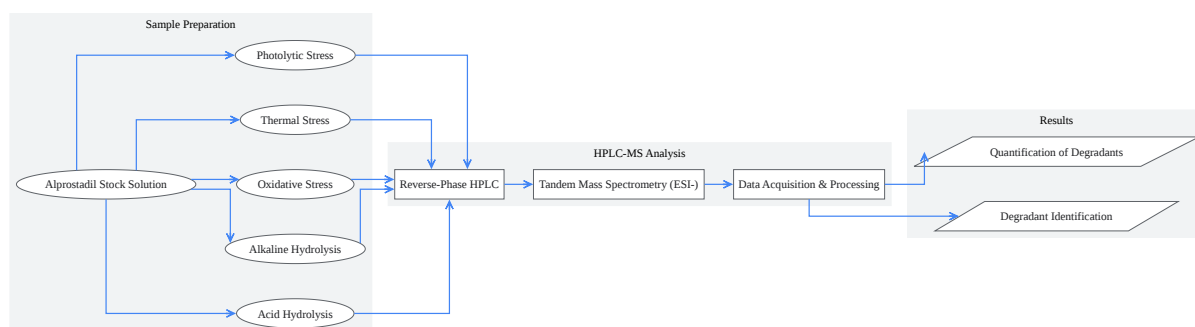 Sample Preparation
Photolytic Stress
Thermal Stress
Alprostadil Stock Solution
Oxidative Stress
Alkaline Hydrolysis
Acid Hydrolysis
HPLC-MS Analysis
Reverse-Phase HPLC
Tandem Mass Spectrometry (ESI-)
Data Acquisition & Processing
Results
Quantification of Degradants
Degradant Identification